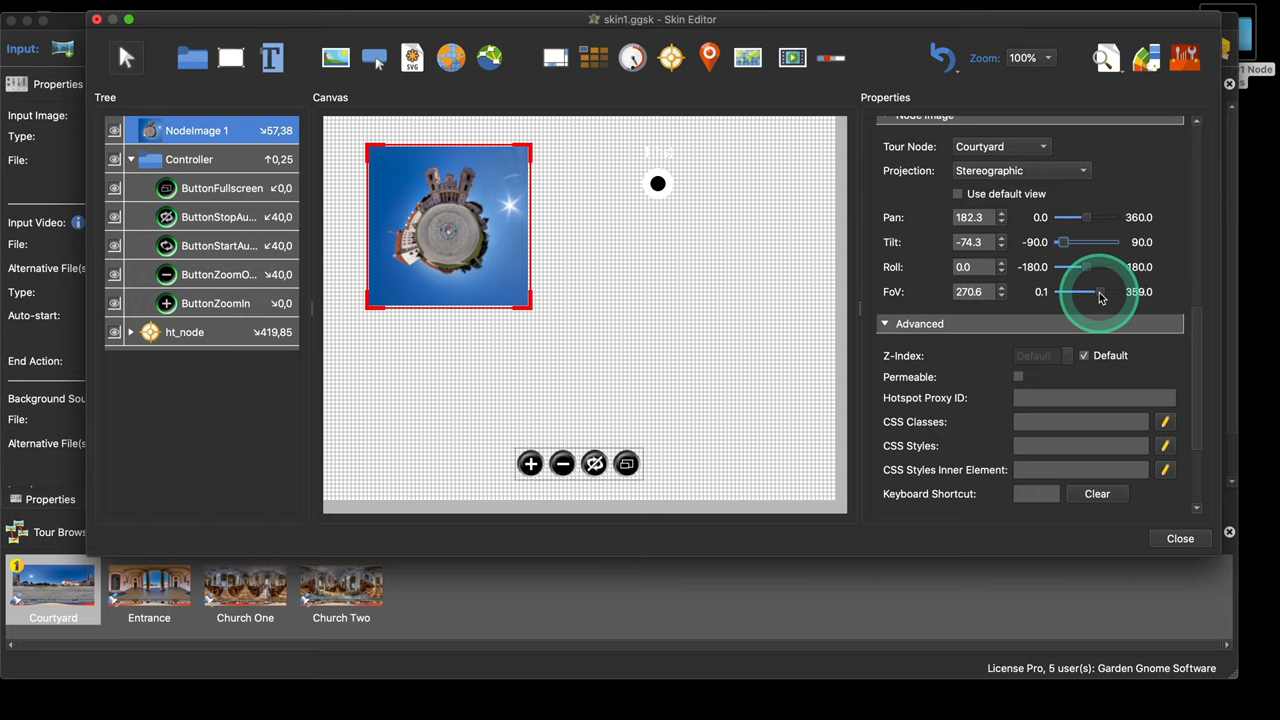 skin1.ggsk - Skin Editor
Input:
Properties
Input Image:
Type:
File:
Input Video:
File:
Alternative File(s)
Type:
Auto-start:
End Action:
Background Sou
File:
Alternative File(s)
Properties
Tour Brows
T
SVG
Zoom: 100%
Tree
NodeImage 1 ↘57,38
Controller ↑0,25
ButtonFullscreen ↙0,0
ButtonStopAu... ↙40,0
ButtonStartAu... ↙40,0
ButtonZoomO... ↘40,0
ButtonZoomIn ↘0,0
ht_node ↘419,85
Canvas
Properties
Node Image
Tour Node: Courtyard
Projection: Stereographic
Use default view
Pan: 182.3 0.0 360.0
Tilt: -74.3 -90.0 90.0
Roll: 0.0 -180.0 180.0
FoV: 270.6 0.1 359.0
Advanced
Z-Index: Default Default
Permeable:
Hotspot Proxy ID:
CSS Classes:
CSS Styles:
CSS Styles Inner Element:
Keyboard Shortcut: Clear
Close
1 Node
1
Courtyard
Entrance
Church One
Church Two
License Pro, 5 user(s): Garden Gnome Software